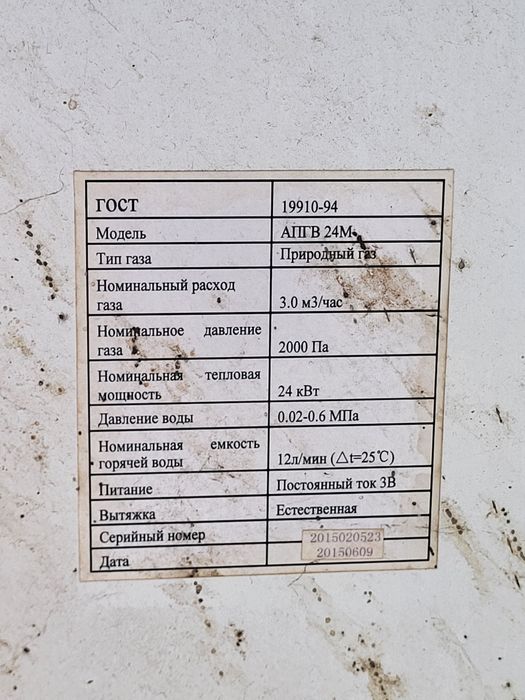 ГОСТ 19910-94
Модель АПГВ 24М
Тип газа Природный газ
Номинальный расход
газа 3.0 м3/час
Номинальное давление
газа 2000 Па
Номинальная тепловая
мощность 24 кВт
Давление воды 0.02-0.6 МПа
Номинальная емкость
горячей воды 12л/мин (△t=25℃)
Питание Постоянный ток 3В
Вытяжка Естественная
Серийный номер 2015020523
Дата 20150609